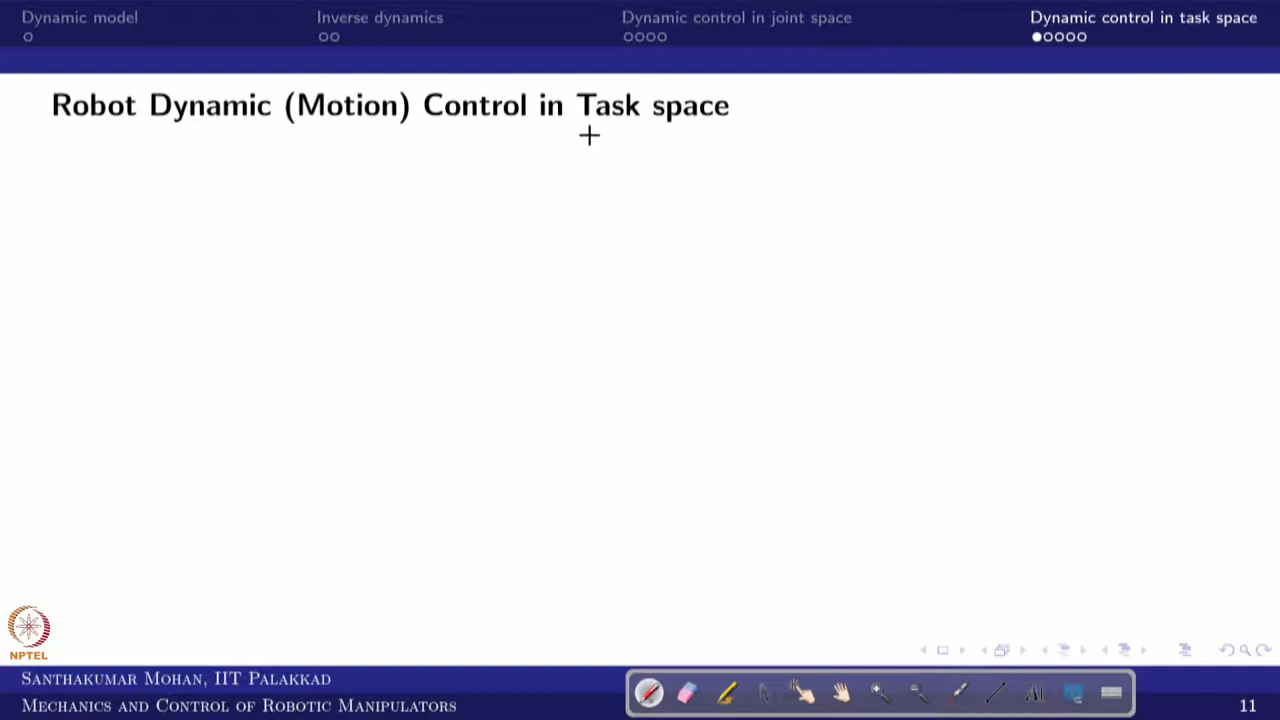 Dynamic model
Inverse dynamics
Dynamic control in joint space
Dynamic control in task space
Robot Dynamic (Motion) Control in Task space
NPTEL
SANTHAKUMAR MOHAN, IIT PALAKKAD
MECHANICS AND CONTROL OF ROBOTIC MANIPULATORS
11